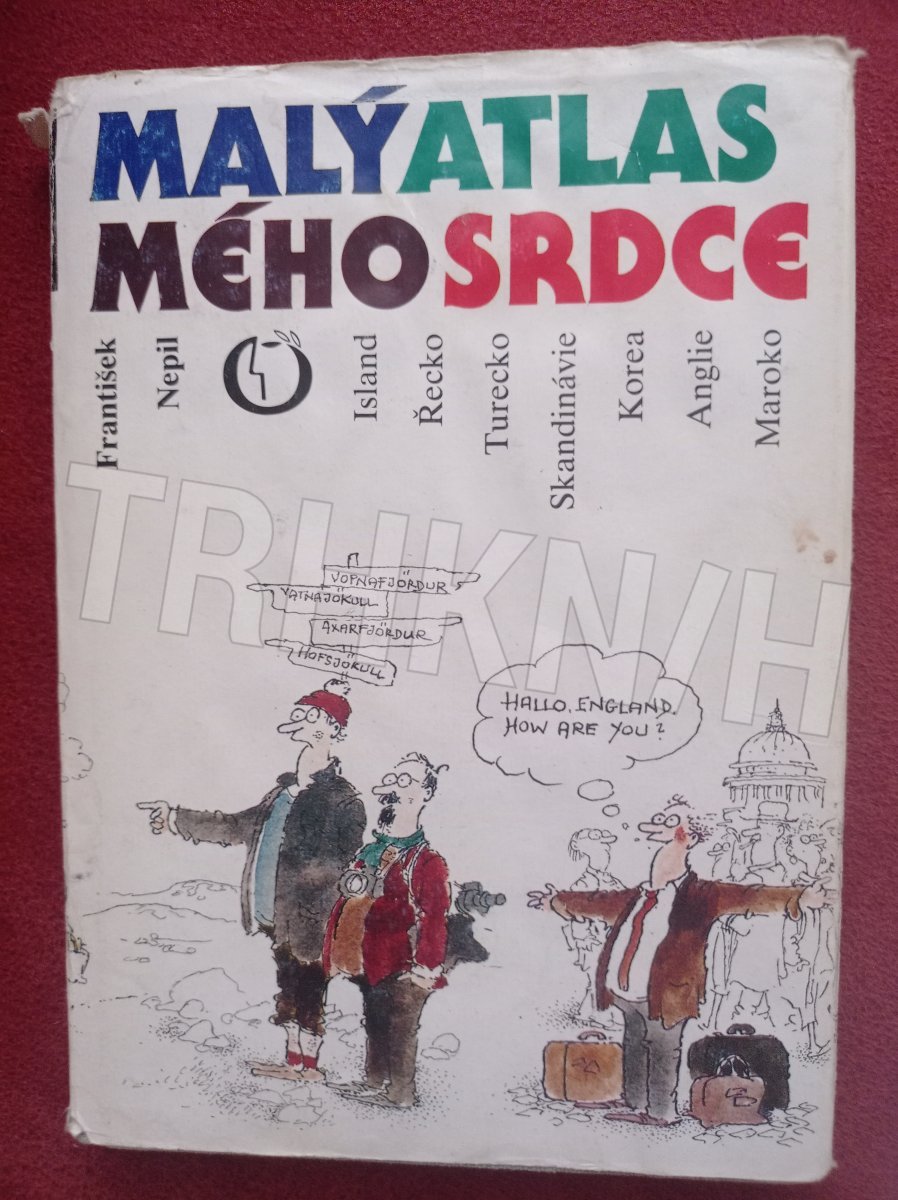 MALÝ ATLAS
MÉHO SRDCE
František
Nepil
Island
Řecko
Turecko
Skandinávie
Korea
Anglie
Maroko
TRHKNIH
VOPNAFJÖRDUR
VATNAJÖKULL
AXARFJÖRDUR
HOFSJÖKULL
HALLO, ENGLAND.
HOW ARE YOU?